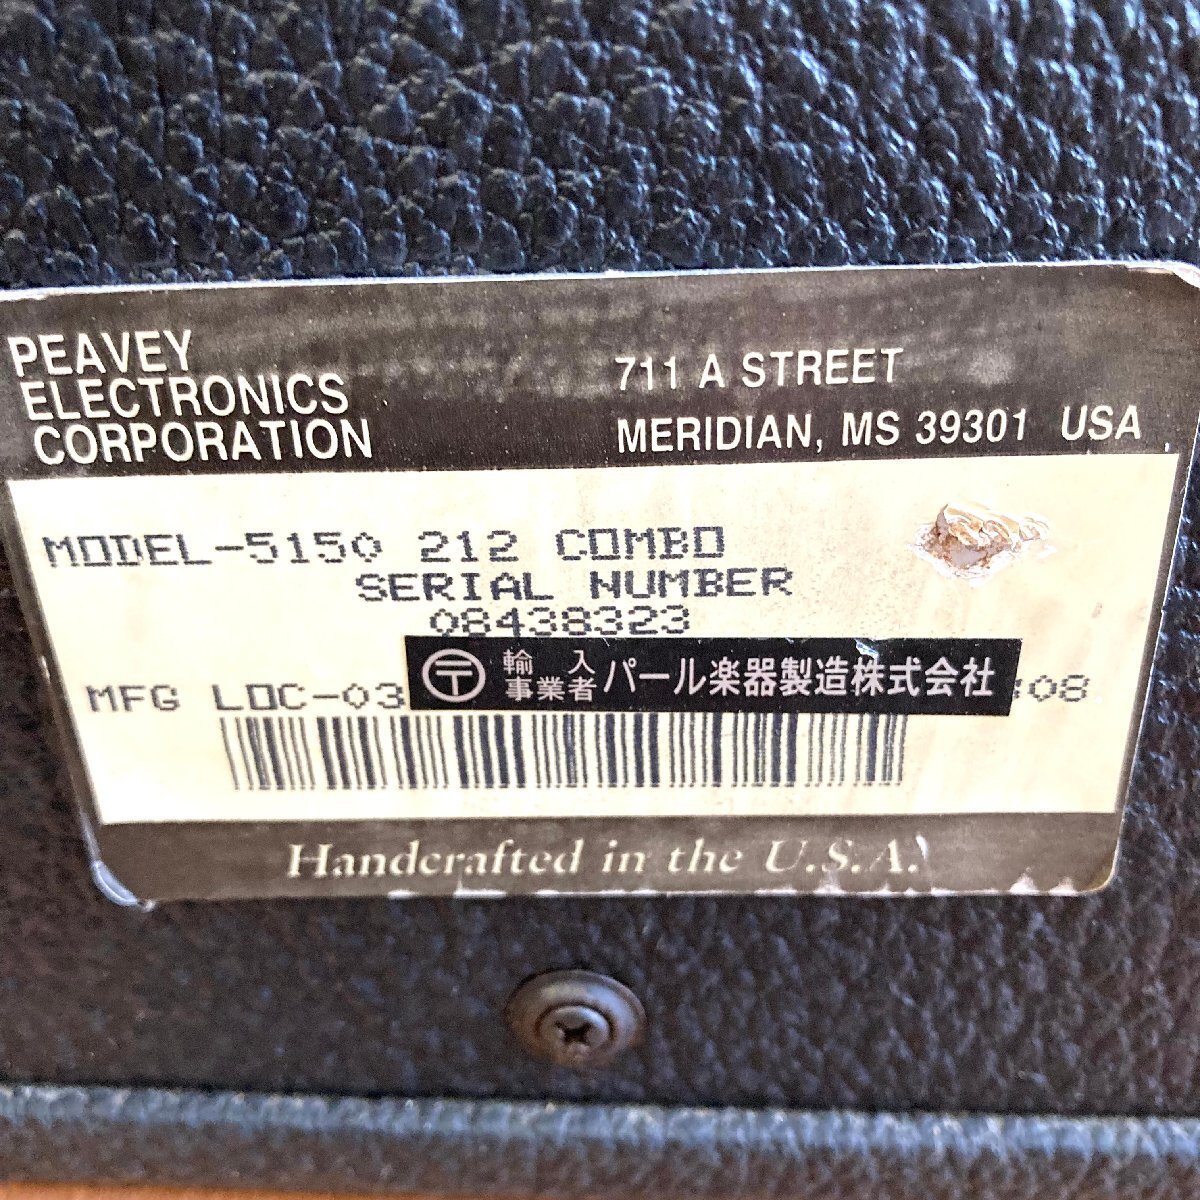 PEAVEY
ELECTRONICS
CORPORATION
711 A STREET
MERIDIAN, MS 39301 USA
MODEL-5150 212 COMBO
SERIAL NUMBER
08438323
MFG LOC-03
:08
〒 輸入事業者 パール楽器製造株式会社
Handcrafted in the U.S.A.